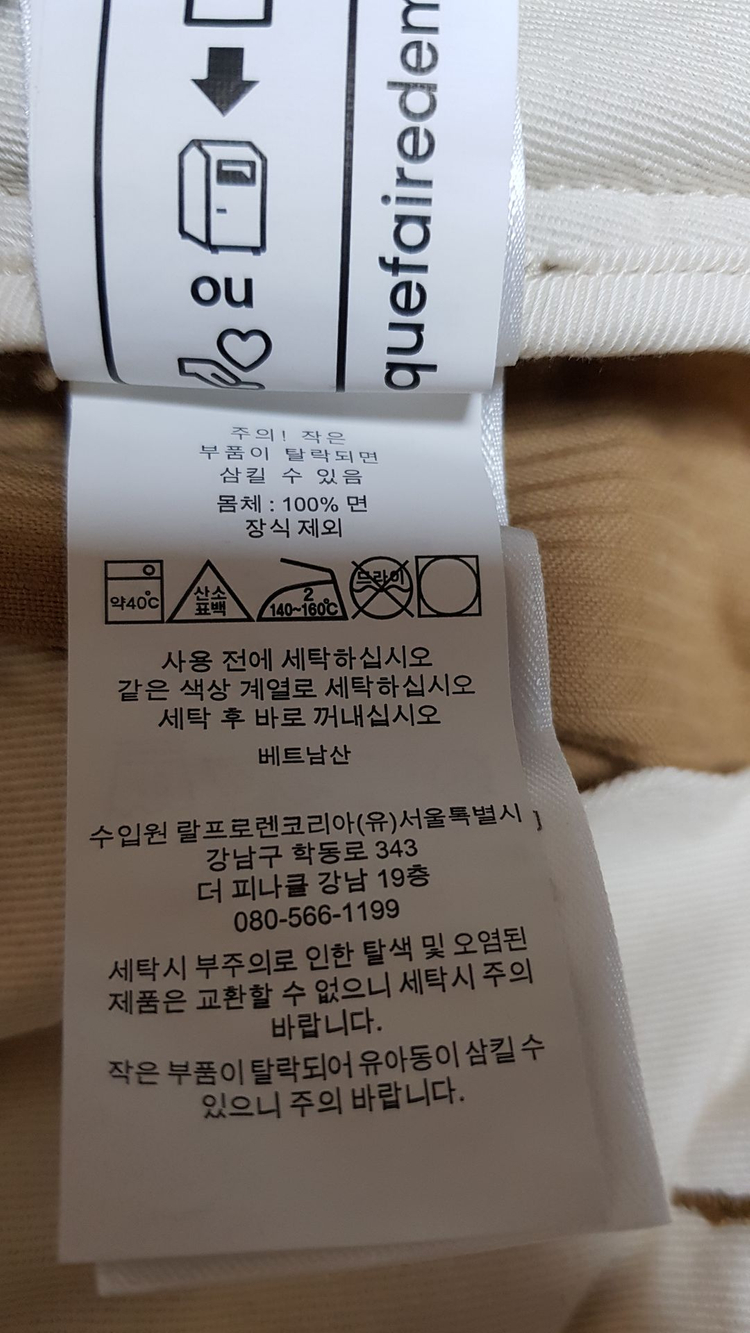 ou
quefairedem
주의! 작은
부품이 탈락되면
삼킬 수 있음
몸체 : 100% 면
장식 제외
약40℃
산소
표백
2
140~160℃
드라이
사용 전에 세탁하십시오
같은 색상 계열로 세탁하십시오
세탁 후 바로 꺼내십시오
베트남산
수입원 랄프로렌코리아(유)서울특별시
강남구 학동로 343
더 피나클 강남 19층
080-566-1199
세탁시 부주의로 인한 탈색 및 오염된
제품은 교환할 수 없으니 세탁시 주의
바랍니다.
작은 부품이 탈락되어 유아동이 삼킬 수
있으니 주의 바랍니다.